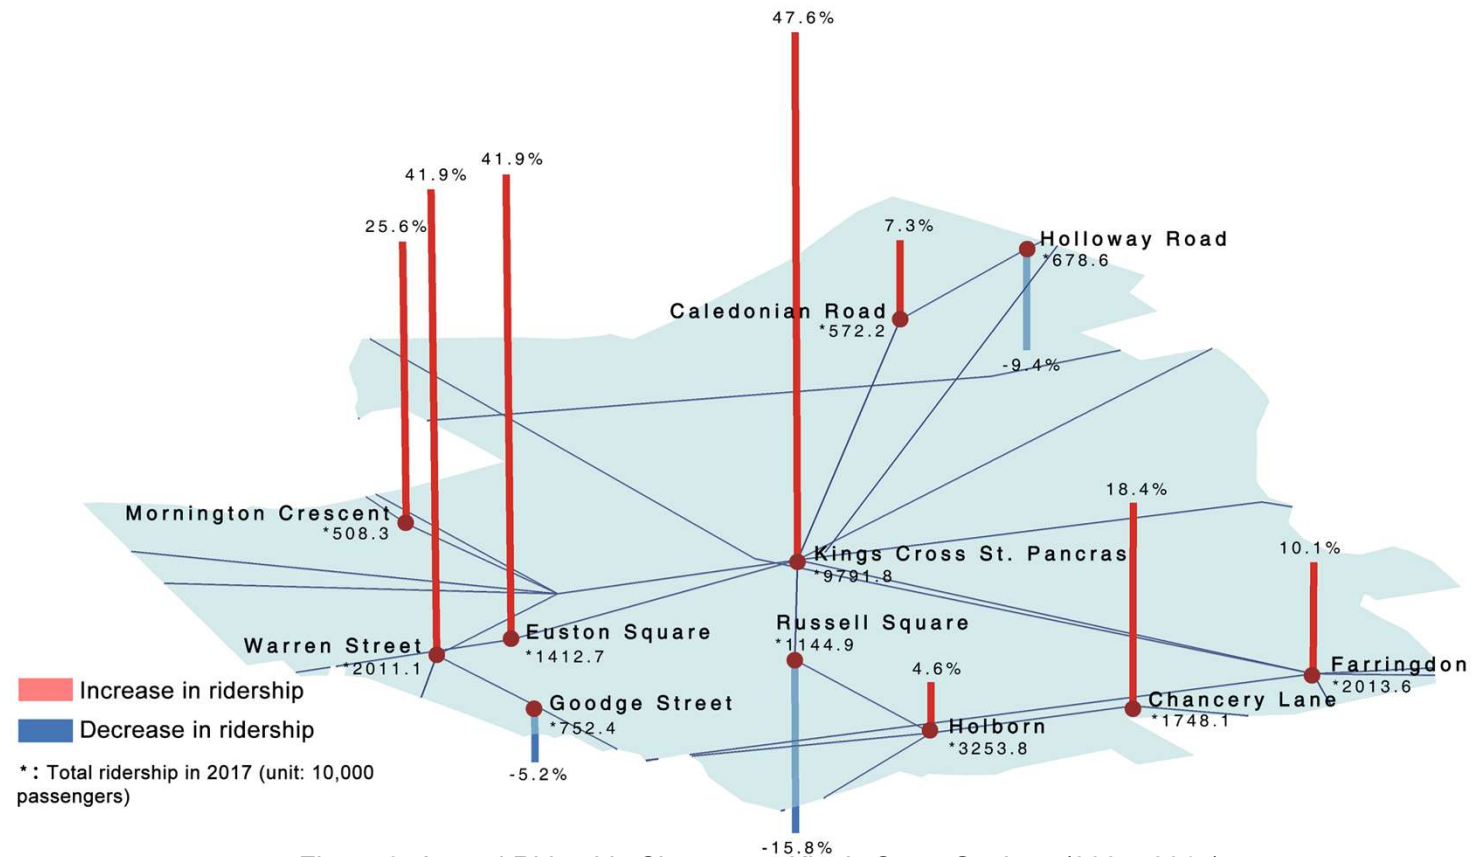 47.6%
41.9%
41.9%
25.6%
7.3%
Holloway Road
*678.6
Caledonian Road
*572.2
-9.4%
18.4%
Mornington Crescent
*508.3
10.1%
Kings Cross St. Pancras
*9791.8
Russell Square
*1144.9
Euston Square
*1412.7
Warren Street
*2011.1
4.6%
Farringdon
*2013.6
Increase in ridership
Goodge Street
*752.4
Chancery Lane
*1748.1
Holborn
*3253.8
Decrease in ridership
-5.2%
*: Total ridership in 2017 (unit: 10,000
passengers)
-15.8%